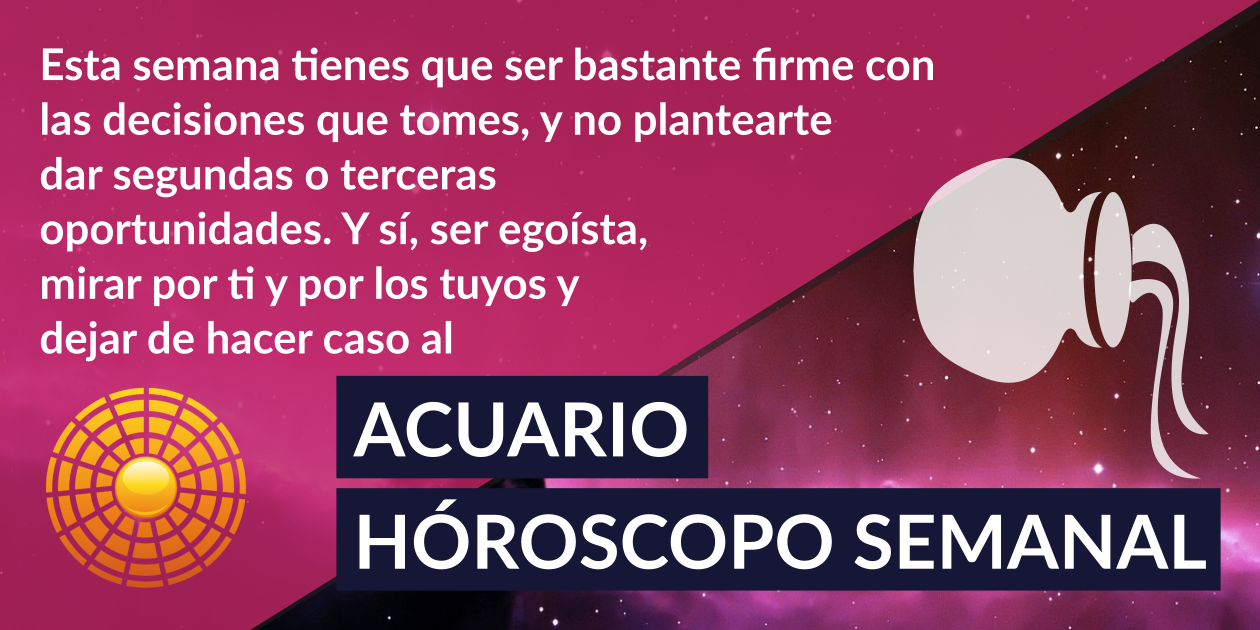 Esta semana tienes que ser bastante firme con
las decisiones que tomes, y no plantearte
dar segundas o terceras
oportunidades. Y sí, ser egoísta,
mirar por ti y por los tuyos y
dejar de hacer caso al
ACUARIO
HÓROSCOPO SEMANAL